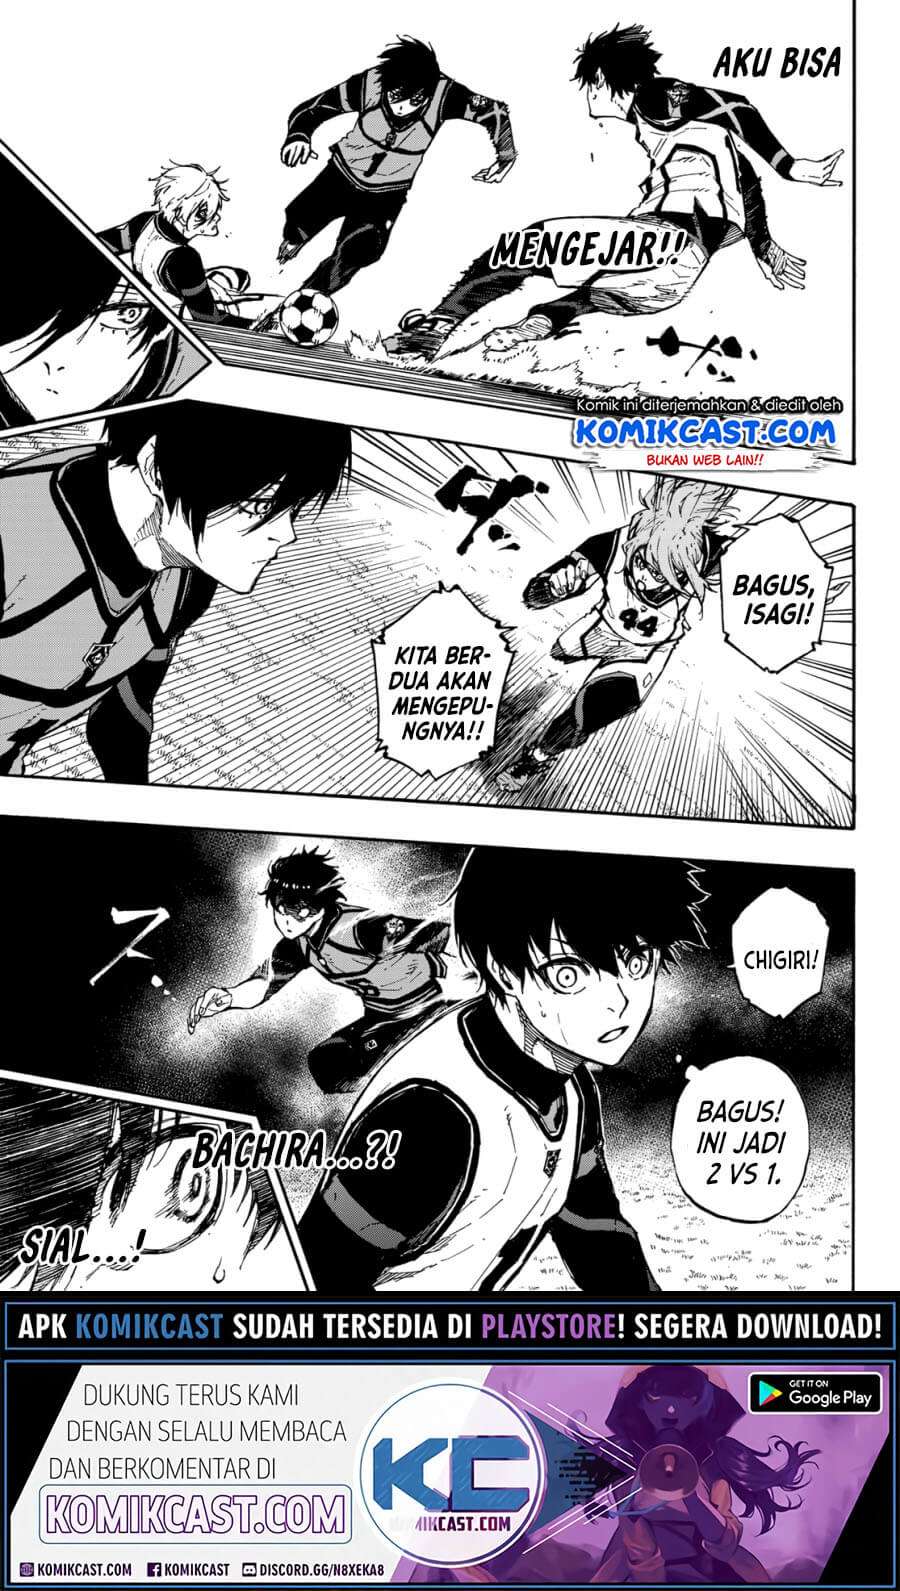 AKU BISA
MENGEJAR!!
Komik ini diterjemahkan & diedit oleh
KOMIKCAST.COM
BUKAN WEB LAIN!!
BAGUS,
ISAGI!
44
KITA BER-
DUA AKAN
MENGEPU-
NGNYA!!
CHIGIRI!
ス
BAGUS!
INI JADI
2 VS 1.
BACHIRA...?!
SIAL...!
APK KOMIKCAST SUDAH TERSEDIA DI PLAYSTORE! SEGERA DOWNLOAD!
DUKUNG TERUS KAMI
DENGAN SELALU MEMBACA
DAN BERKOMENTAR DI
KOMIKCAST.COM
KC
KOMIKCAST.COM
GET IT ON
Google Play
KOMIKCAST.COM KOMIKCAST DISCORD.GG/N8XEKA8